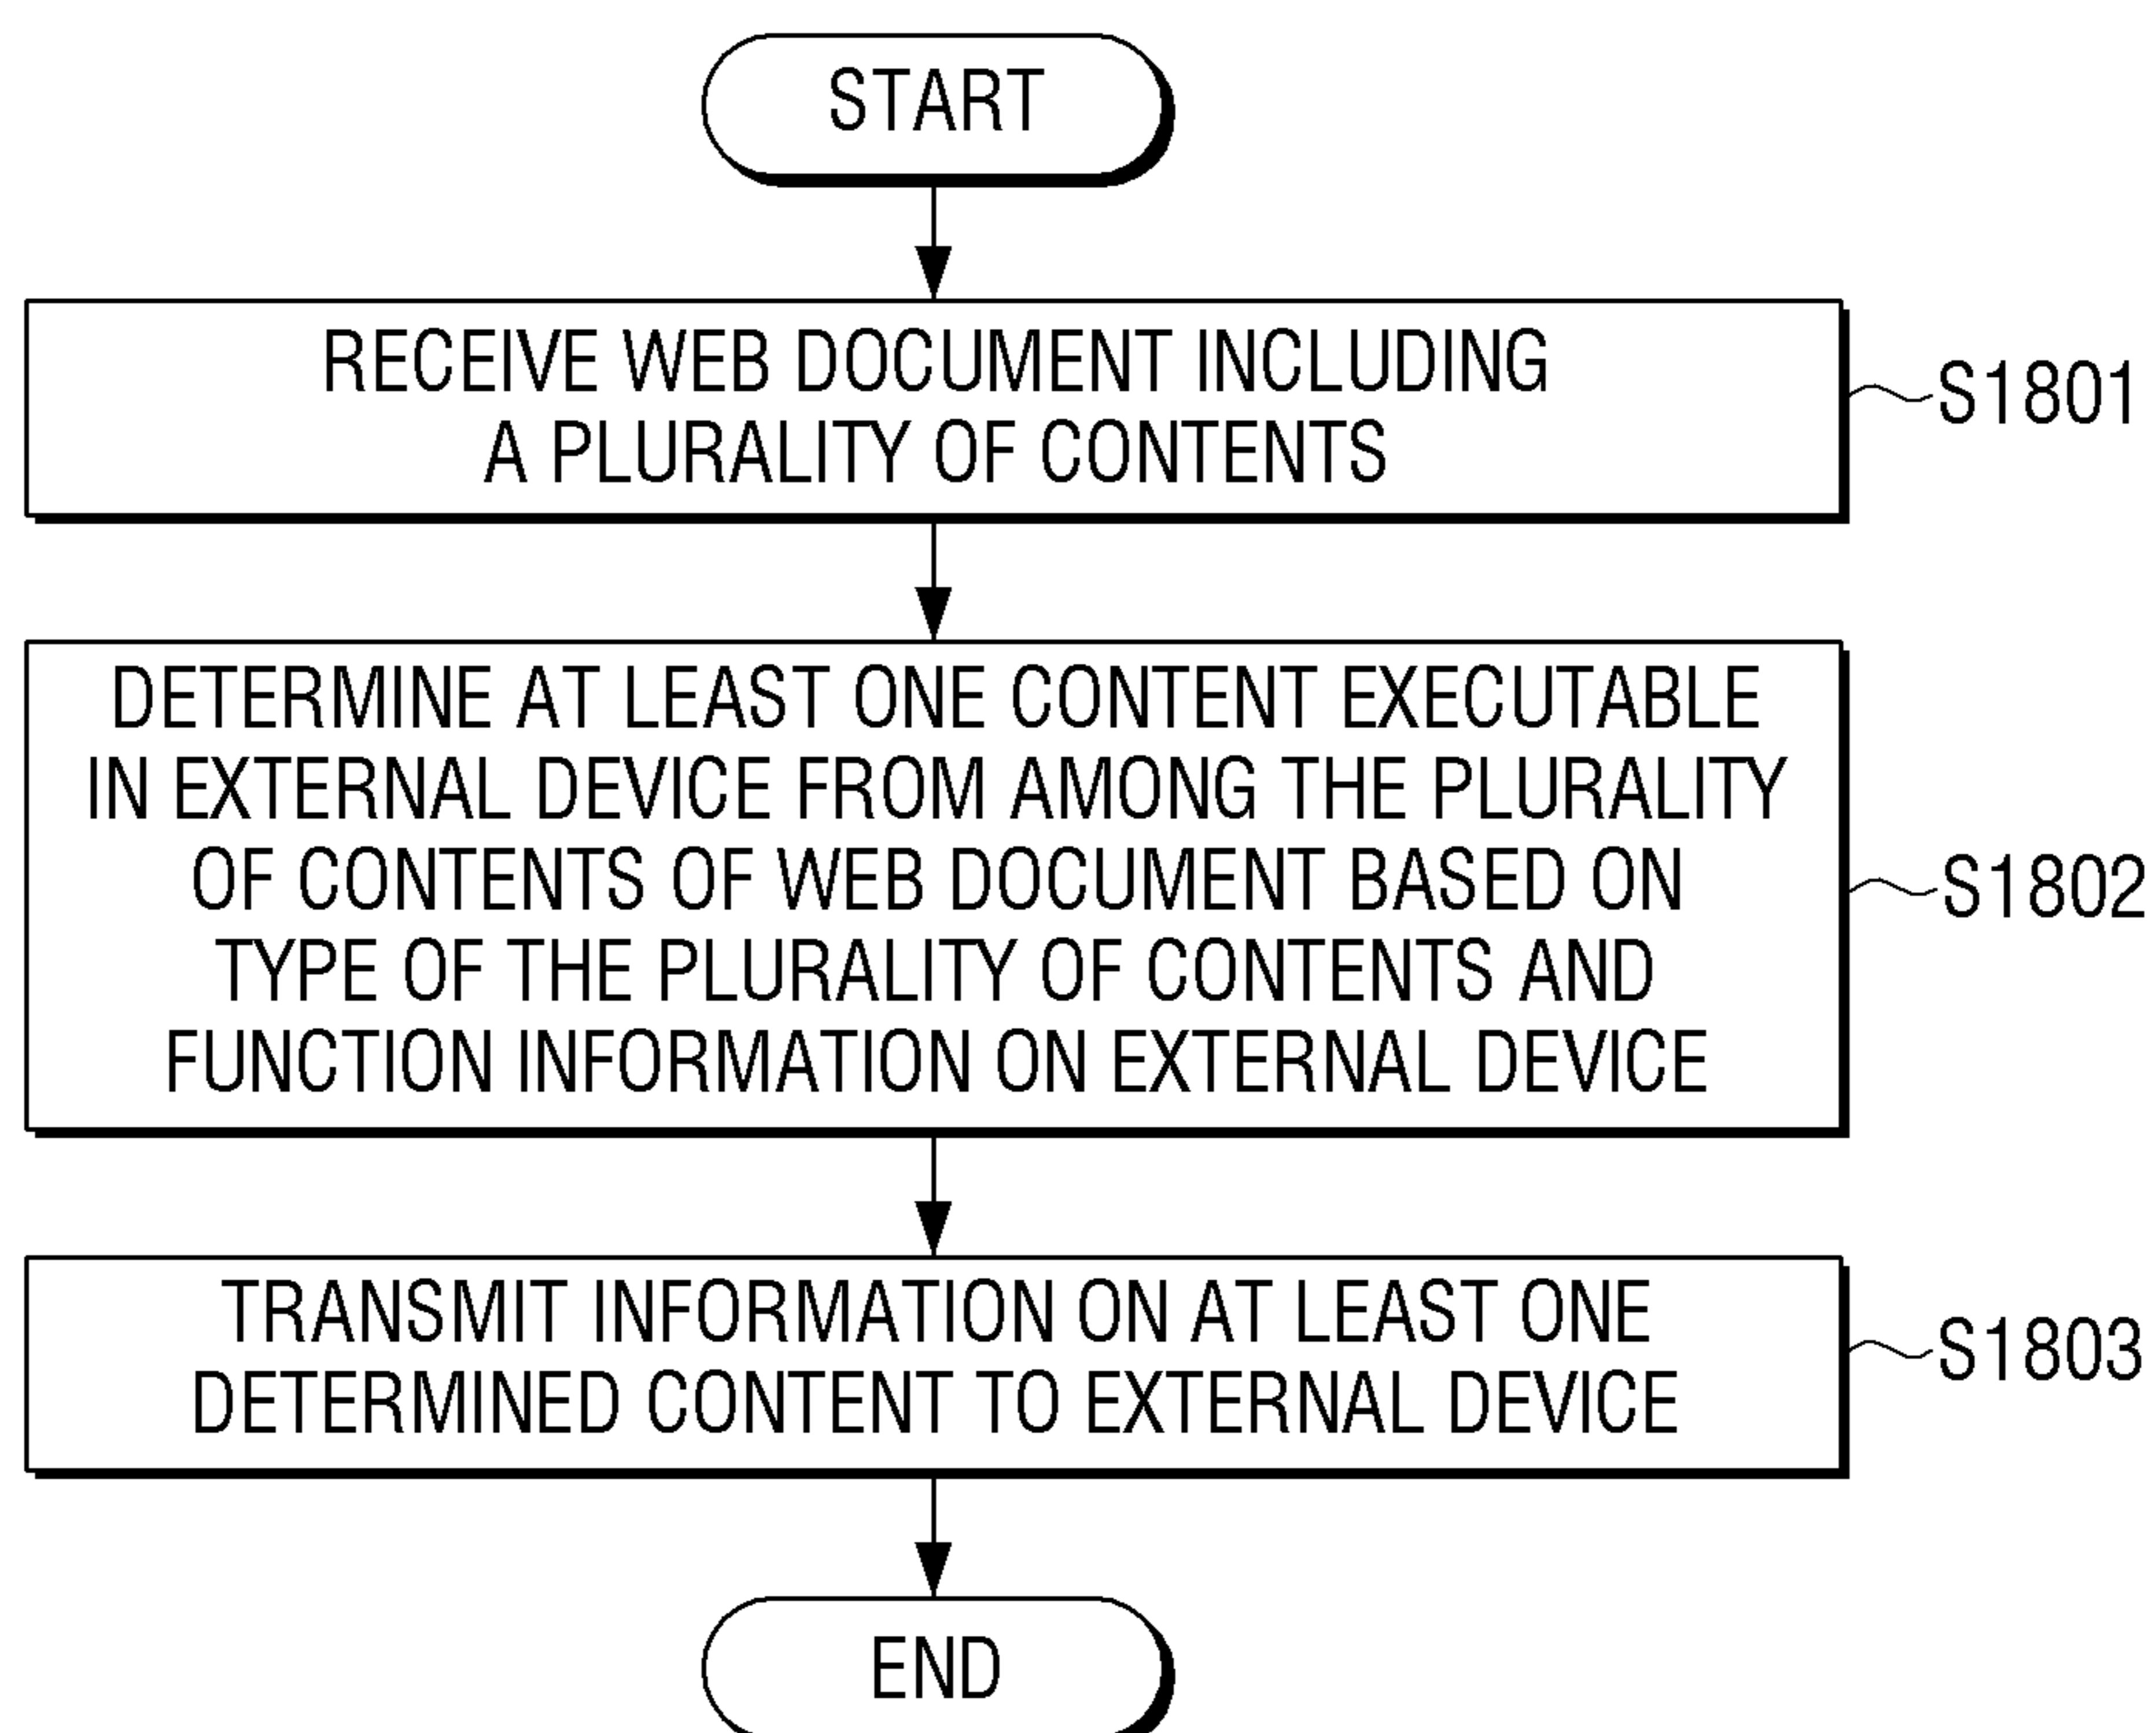 START
RECEIVE WEB DOCUMENT INCLUDING
A PLURALITY OF CONTENTS
S1801
DETERMINE AT LEAST ONE CONTENT EXECUTABLE
IN EXTERNAL DEVICE FROM AMONG THE PLURALITY
OF CONTENTS OF WEB DOCUMENT BASED ON
TYPE OF THE PLURALITY OF CONTENTS AND
FUNCTION INFORMATION ON EXTERNAL DEVICE
S1802
TRANSMIT INFORMATION ON AT LEAST ONE
DETERMINED CONTENT TO EXTERNAL DEVICE
S1803
END